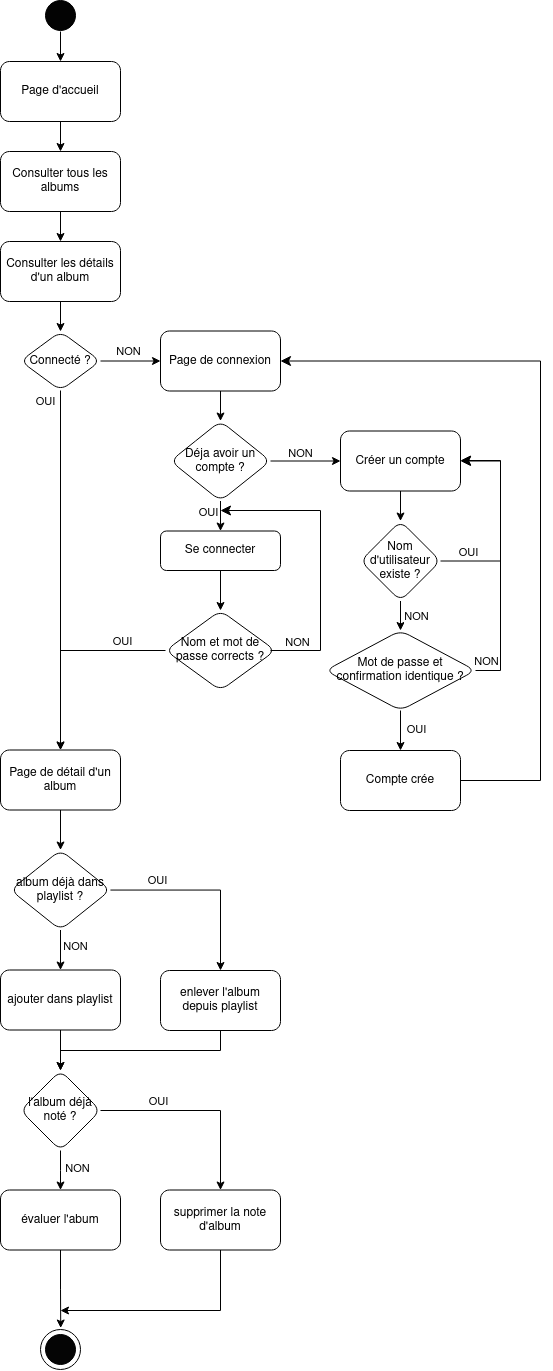 Page d'accueil
Consulter tous les
albums
Consulter les détails
d'un album
Connecté ?
NON
Page de connexion
OUI
Déja avoir un
compte ?
NON
Créer un compte
OUI
Se connecter
Nom
d'utilisateur
existe ?
OUI
NON
Nom et mot de
passe corrects ?
OUI
NON
Mot de passe et
confirmation identique ?
NON
OUI
Page de détail d'un
album
Compte crée
album déjà dans
playlist ?
OUI
NON
ajouter dans playlist
enlever l'album
depuis playlist
l'album déjà
noté ?
OUI
NON
évaluer l'abum
supprimer la note
d'album